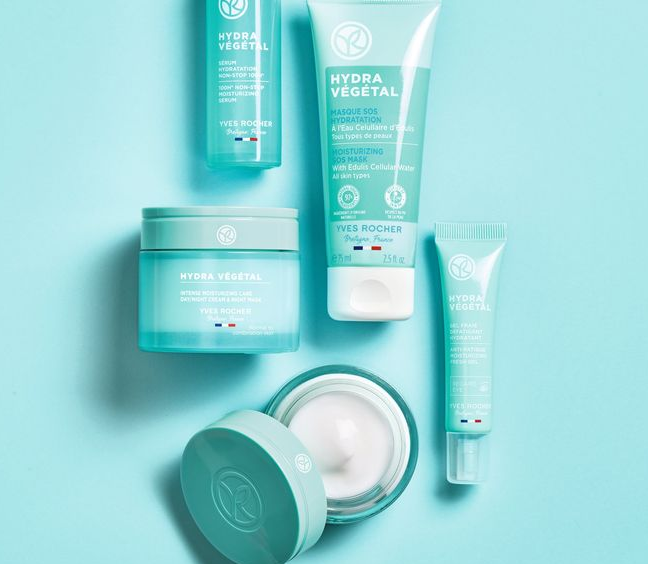 HYDRA
VÉGÉTAL
SÉRUM
HYDRATATION
NON-STOP 100H
100H NON-STOP
MOISTURIZING
SERUM
YVES ROCHER
Bretagne, France
HYDRA
VÉGÉTAL
MASQUE SOS
HYDRATATION
À l'Eau Cellulaire d'Edulis
Tous types de peaux
MOISTURIZING
SOS MASK
With Edulis Cellular Water
All skin types
YVES ROCHER
Bretagne, France
75 ml 2.5 fl. oz.
HYDRA VÉGÉTAL
INTENSE MOISTURIZING CARE
DAY/NIGHT CREAM & NIGHT MASK
YVES ROCHER
Bretagne, France
HYDRA
VÉGÉTAL
GEL FRAIS
DÉFATIGANT
HYDRATANT
ANTI-FATIGUE
MOISTURIZING
FRESH GEL
YVES ROCHER